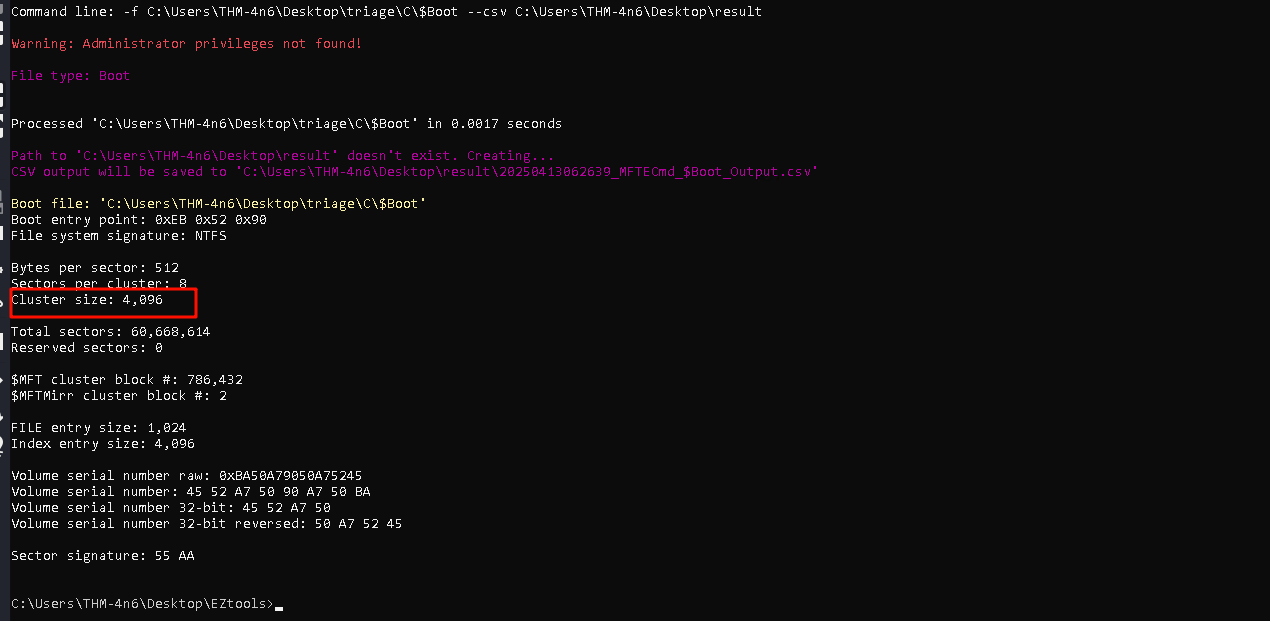 Command line: -f C:\Users\THM-4n6\Desktop\triage\C\$Boot --csv C:\Users\THM-4n6\Desktop\result
Warning: Administrator privileges not found!
File type: Boot
Processed 'C:\Users\THM-4n6\Desktop\triage\C\$Boot' in 0.0017 seconds
Path to 'C:\Users\THM-4n6\Desktop\result' doesn't exist. Creating...
CSV output will be saved to 'C:\Users\THM-4n6\Desktop\result\20250413062639_MFTECmd_$Boot_Output.csv'
Boot file: 'C:\Users\THM-4n6\Desktop\triage\C\$Boot'
Boot entry point: 0xEB 0x52 0x90
File system signature: NTFS
Bytes per sector: 512
Sectors per cluster: 8
Cluster size: 4,096
Total sectors: 60,668,614
Reserved sectors: 0
$MFT cluster block #: 786,432
$MFTMirr cluster block #: 2
FILE entry size: 1,024
Index entry size: 4,096
Volume serial number raw: 0xBA50A79050A75245
Volume serial number: 45 52 A7 50 90 A7 50 BA
Volume serial number 32-bit: 45 52 A7 50
Volume serial number 32-bit reversed: 50 A7 52 45
Sector signature: 55 AA
C:\Users\THM-4n6\Desktop\EZtools>